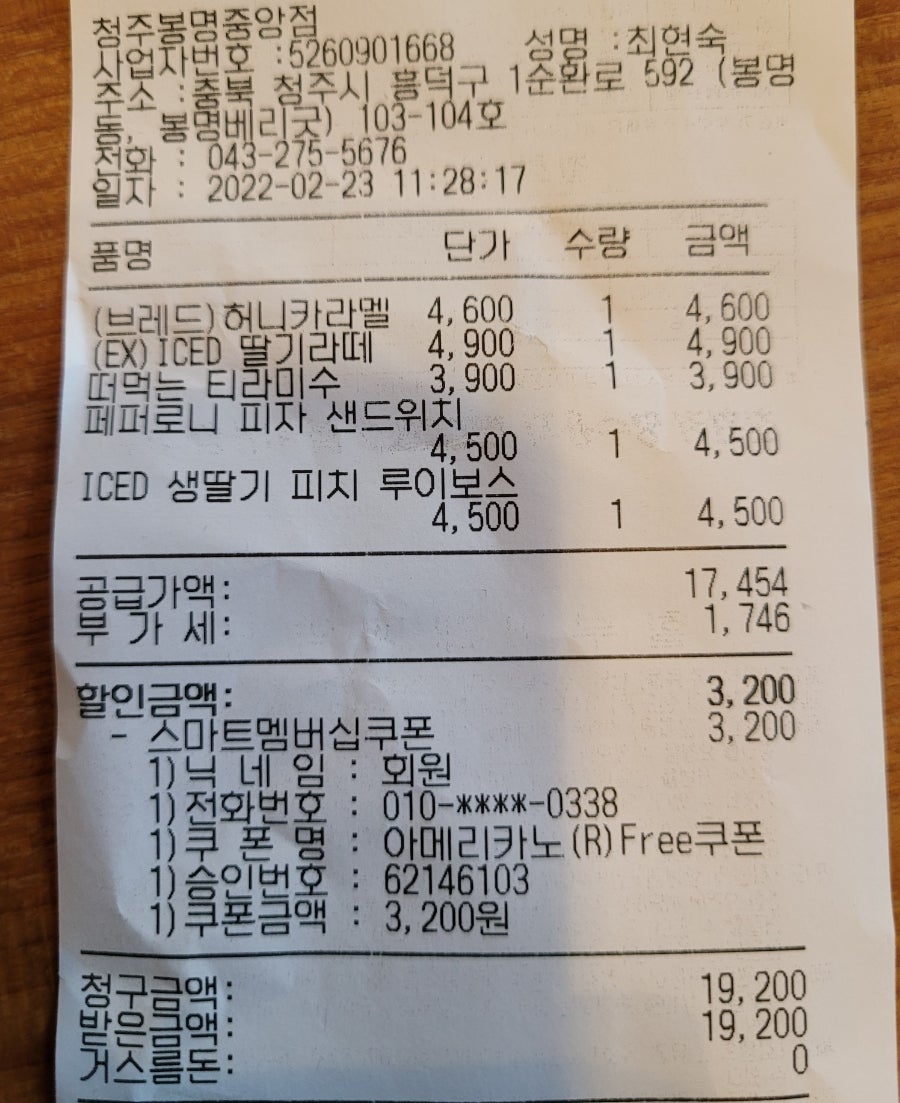 청주봉명중앙점
사업자번호 :5260901668 성명 :최현숙
주소 :충북 청주시 흥덕구 1순환로 592 (봉명
동, 봉명베리굿) 103-104호
전화 : 043-275-5676
일자 : 2022-02-23 11:28:17
품명 단가 수량 금액
(브레드)허니카라멜 4,600 1 4,600
(EX)ICED 딸기라떼 4,900 1 4,900
떠먹는 티라미수 3,900 1 3,900
페퍼로니 피자 샌드위치
4,500 1 4,500
ICED 생딸기 피치 루이보스
4,500 1 4,500
공급가액: 17,454
부 가 세: 1,746
할인금액: 3,200
- 스마트멤버십쿠폰 3,200
1)닉 네 임 : 회원
1)전화번호 : 010-****-0338
1)쿠 폰 명 : 아메리카노(R)Free쿠폰
1)승인번호 : 62146103
1)쿠폰금액 : 3,200원
청구금액: 19,200
받은금액: 19,200
거스름돈: 0